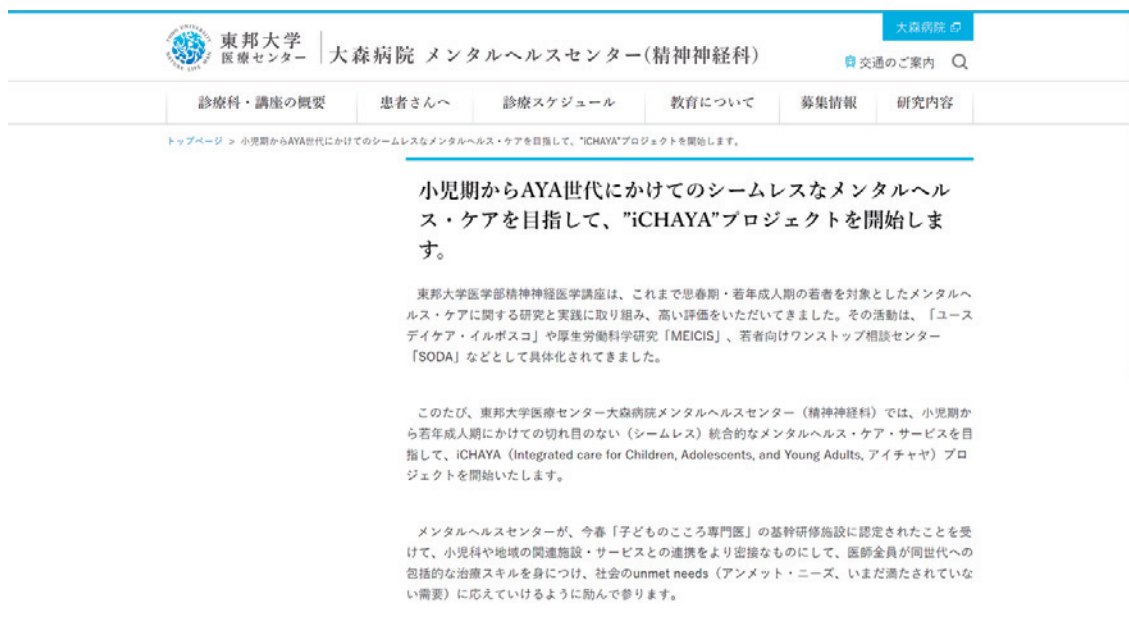 大森病院
東邦大学
医療センター
大森病院 メンタルヘルスセンター(精神神経科)
交通のご案内
診療科・講座の概要 患者さんへ 診療スケジュール 教育について 募集情報 研究内容
トップページ > 小児期からAYA世代にかけてのシームレスなメンタルヘルス・ケアを目指して、"iCHAYA"プロジェクトを開始します。
小児期からAYA世代にかけてのシームレスなメンタルヘル
ス・ケアを目指して、"iCHAYA"プロジェクトを開始しま
す。
東邦大学医学部精神神経医学講座は、これまで思春期・若年成人期の若者を対象としたメンタルヘ
ルス・ケアに関する研究と実践に取り組み、高い評価をいただいてきました。その活動は、「ユース
デイケア・イルボスコ」や厚生労働科学研究「MEICIS」、若者向けワンストップ相談センター
「SODA」などとして具体化されてきました。
このたび、東邦大学医療センター大森病院メンタルヘルスセンター（精神神経科）では、小児期か
ら若年成人期にかけての切れ目のない（シームレス）統合的なメンタルヘルス・ケア・サービスを目
指して、iCHAYA（Integrated care for Children, Adolescents, and Young Adults, アイチャヤ）プロ
ジェクトを開始いたします。
メンタルヘルスセンターが、今春「子どものこころ専門医」の基幹研修施設に認定されたことを受
けて、小児科や地域の関連施設・サービスとの連携をより密接なものにして、医師全員が同世代への
包括的な治療スキルを身につけ、社会のunmet needs（アンメット・ニーズ、いまだ満たされていな
い需要）に応えていけるように励んで参ります。